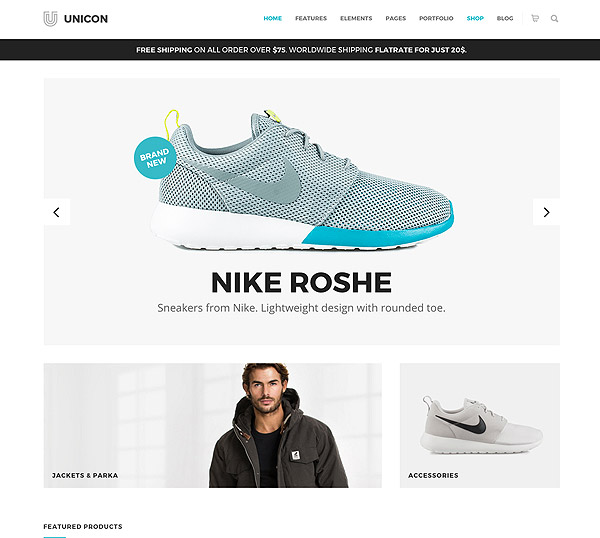 UNICON
HOME FEATURES ELEMENTS PAGES PORTFOLIO SHOP BLOG
FREE SHIPPING ON ALL ORDER OVER $75. WORLDWIDE SHIPPING FLATRATE FOR JUST 20$.
BRAND
NEW
NIKE ROSHE
Sneakers from Nike. Lightweight design with rounded toe.
JACKETS & PARKA
ACCESSORIES
FEATURED PRODUCTS